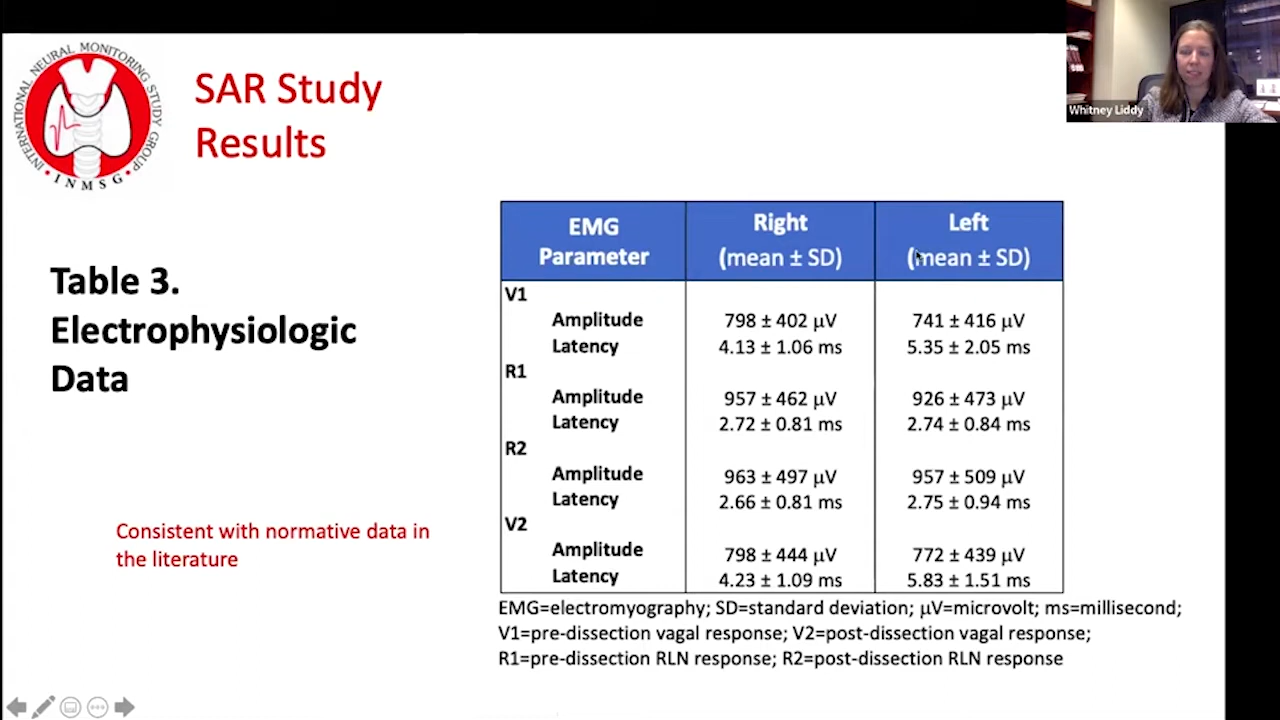 INTERNATIONAL NEURAL MONITORING STUDY GROUP
• INMSG •
SAR Study
Results
Whitney Liddy
Table 3.
Electrophysiologic
Data
Consistent with normative data in
the literature
EMG Parameter Right (mean ± SD) Left (mean ± SD)
V1
Amplitude 798 ± 402 μV 741 ± 416 μV
Latency 4.13 ± 1.06 ms 5.35 ± 2.05 ms
R1
Amplitude 957 ± 462 μV 926 ± 473 μV
Latency 2.72 ± 0.81 ms 2.74 ± 0.84 ms
R2
Amplitude 963 ± 497 μV 957 ± 509 μV
Latency 2.66 ± 0.81 ms 2.75 ± 0.94 ms
V2
Amplitude 798 ± 444 μV 772 ± 439 μV
Latency 4.23 ± 1.09 ms 5.83 ± 1.51 ms
EMG=electromyography; SD=standard deviation; μV=microvolt; ms=millisecond;
V1=pre-dissection vagal response; V2=post-dissection vagal response;
R1=pre-dissection RLN response; R2=post-dissection RLN response